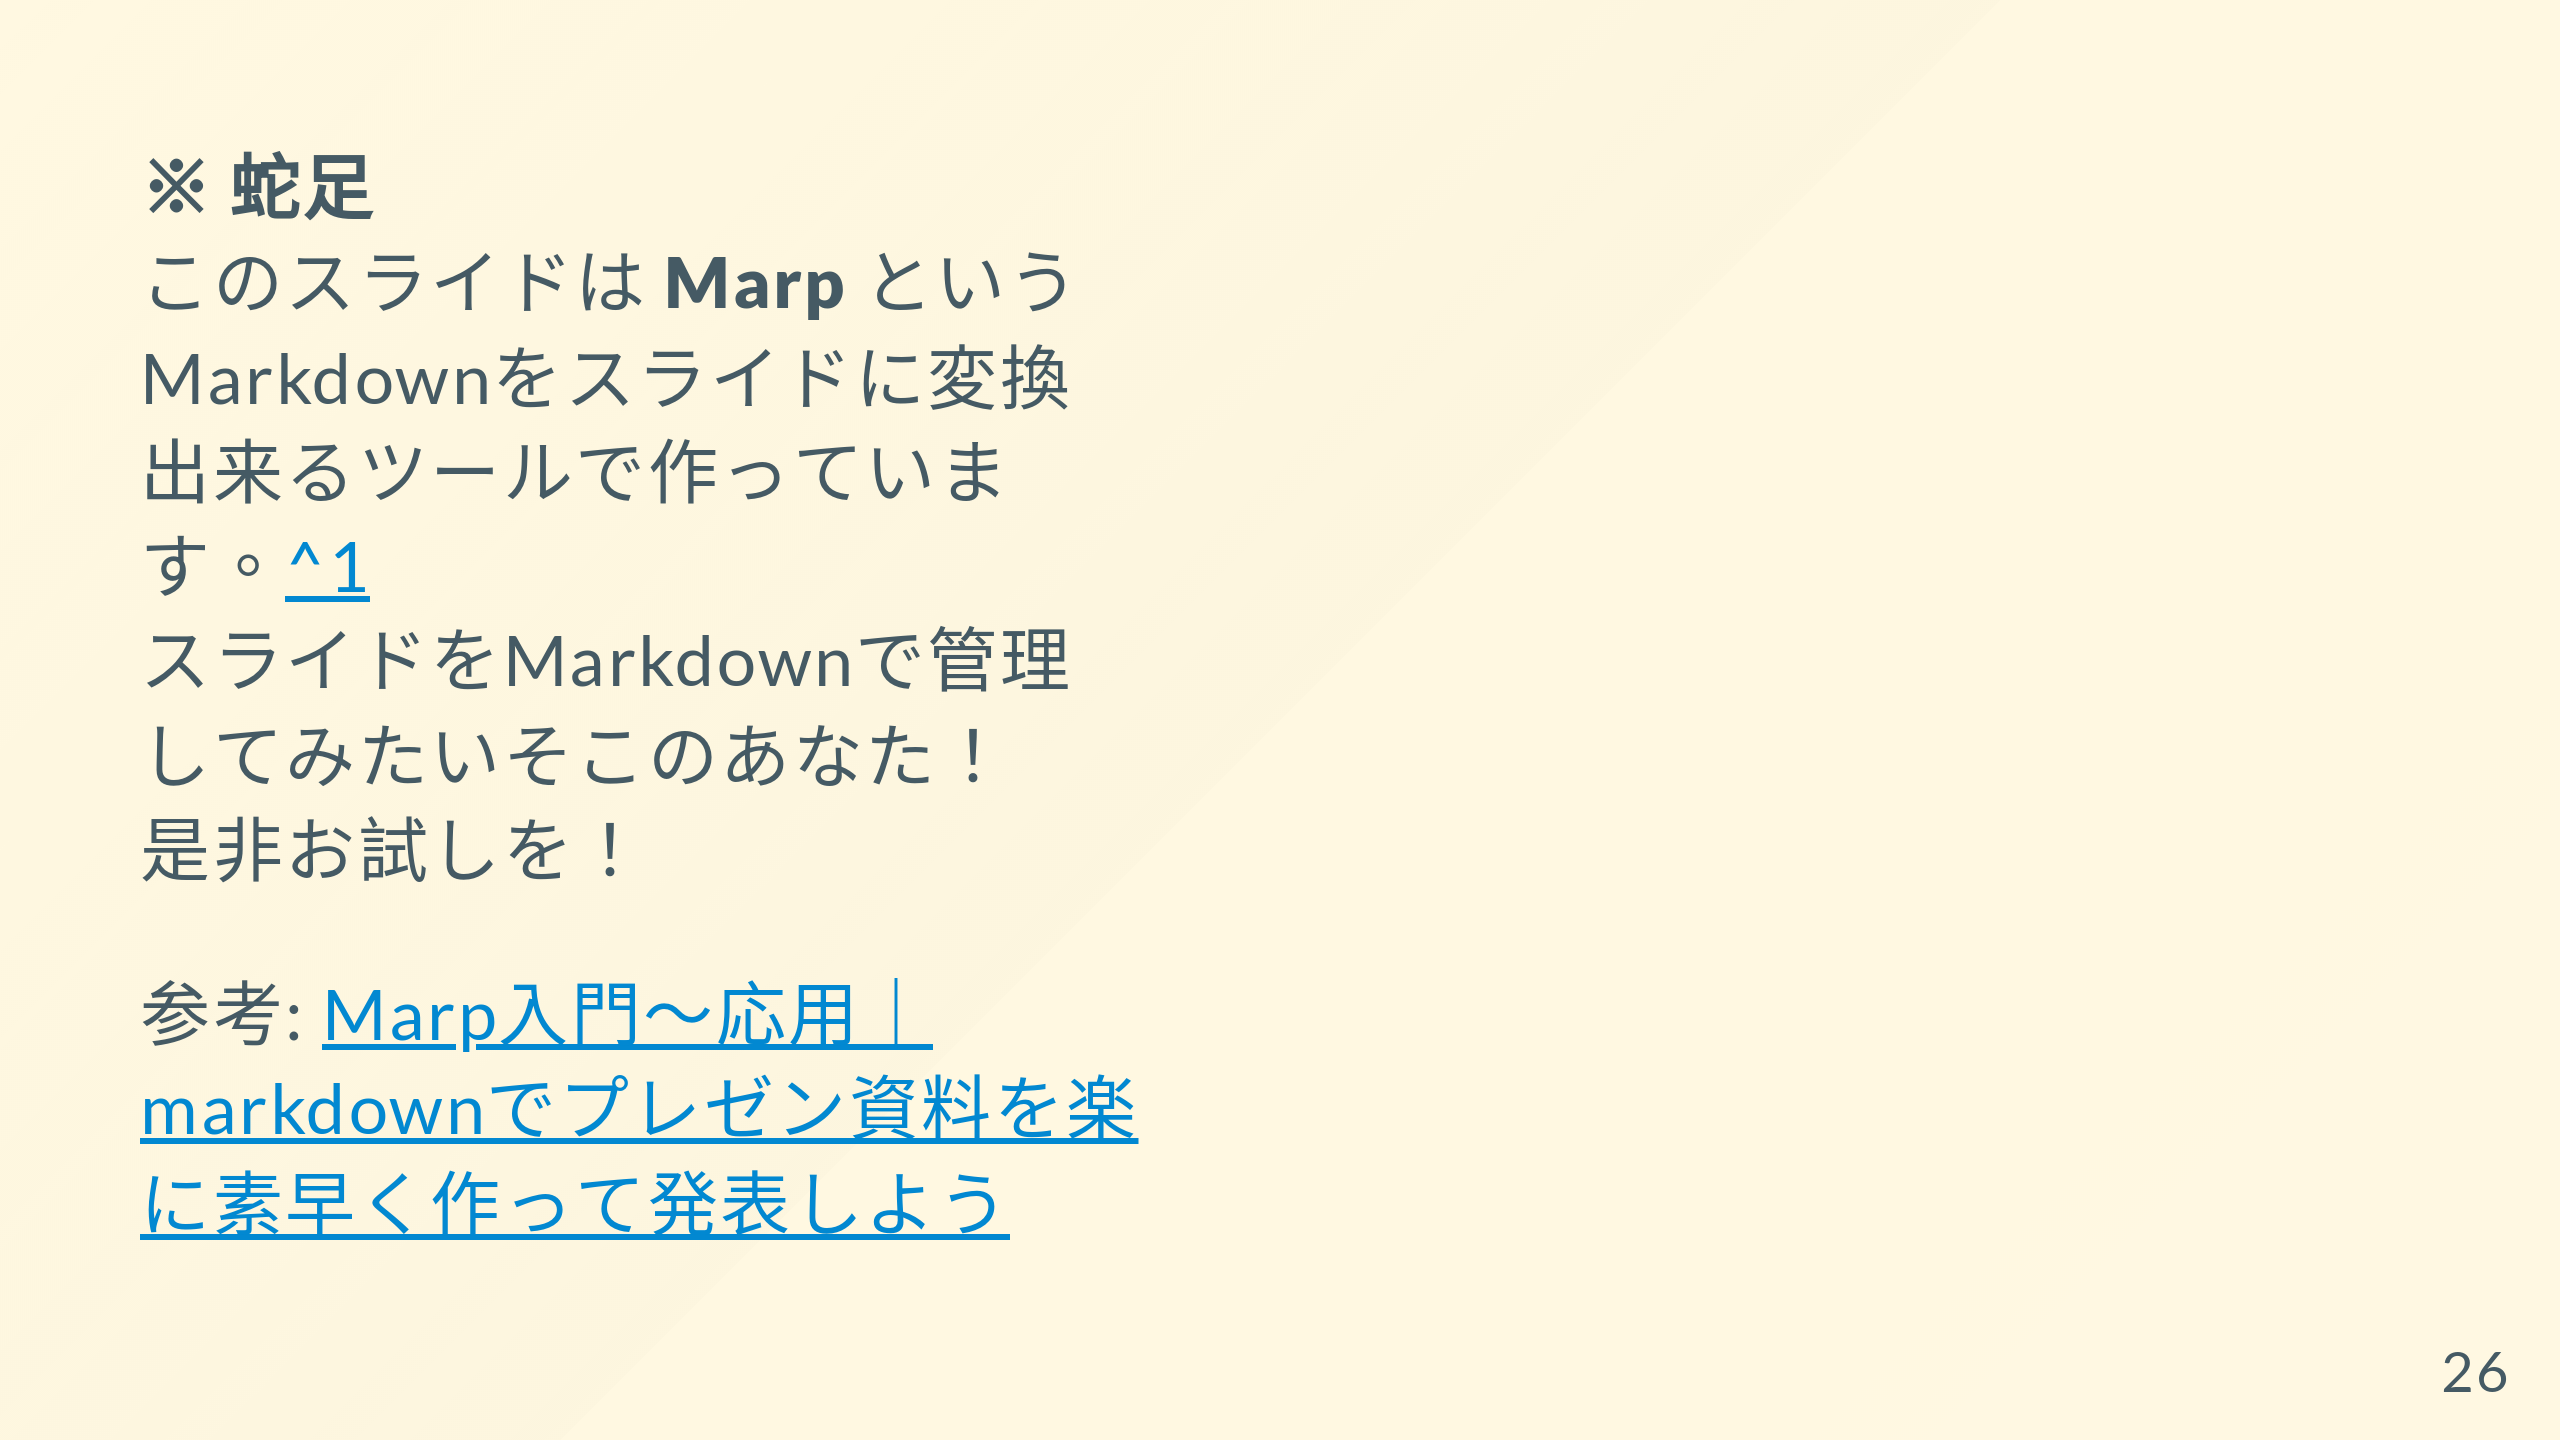 ※ 蛇足
このスライドは Marp という
Markdownをスライドに変換
出来るツールで作っていま
す。^1
スライドをMarkdownで管理
してみたいそこのあなた！
是非お試しを！
参考: Marp入門〜応用｜
markdownでプレゼン資料を楽
に素早く作って発表しよう
26